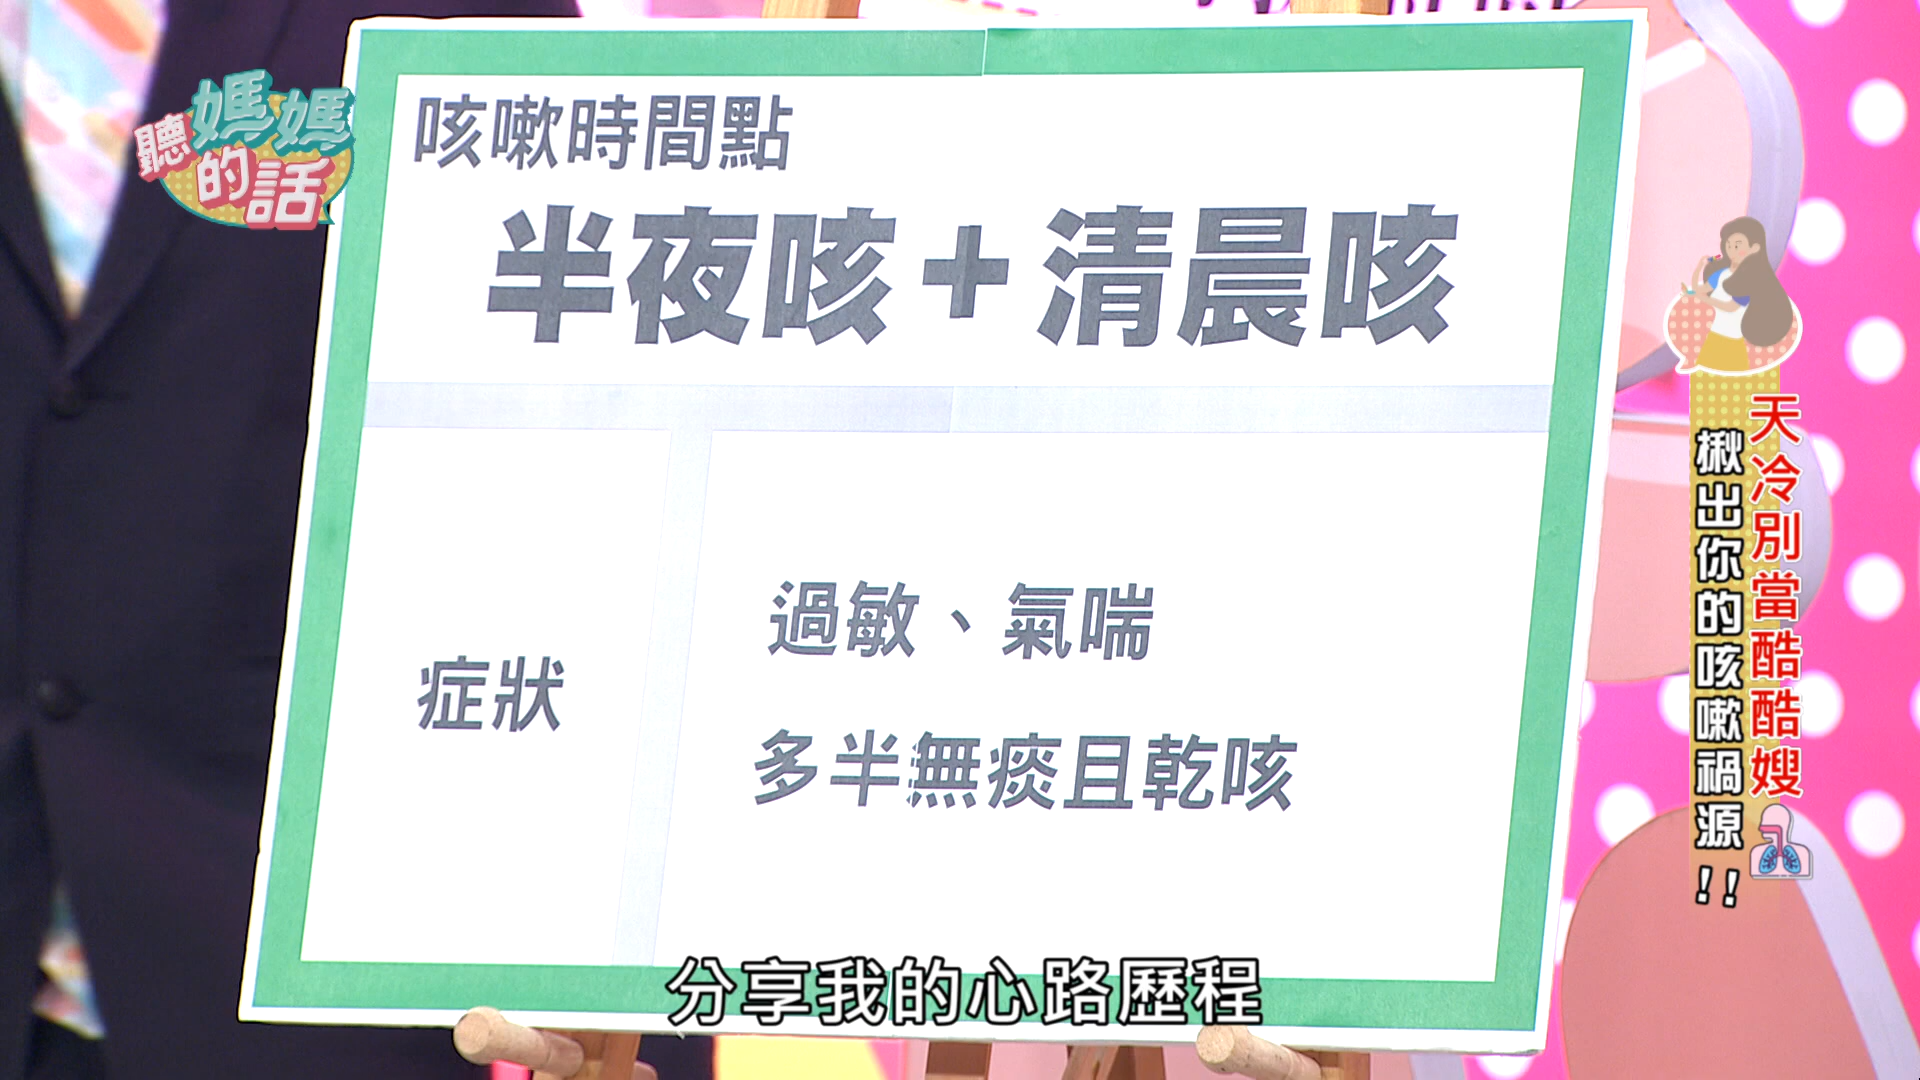 聽媽媽的話
咳嗽時間點
半夜咳＋清晨咳
症狀
過敏、氣喘
多半無痰且乾咳
天冷別當酷酷嫂
揪出你的咳嗽禍源！！
分享我的心路歷程